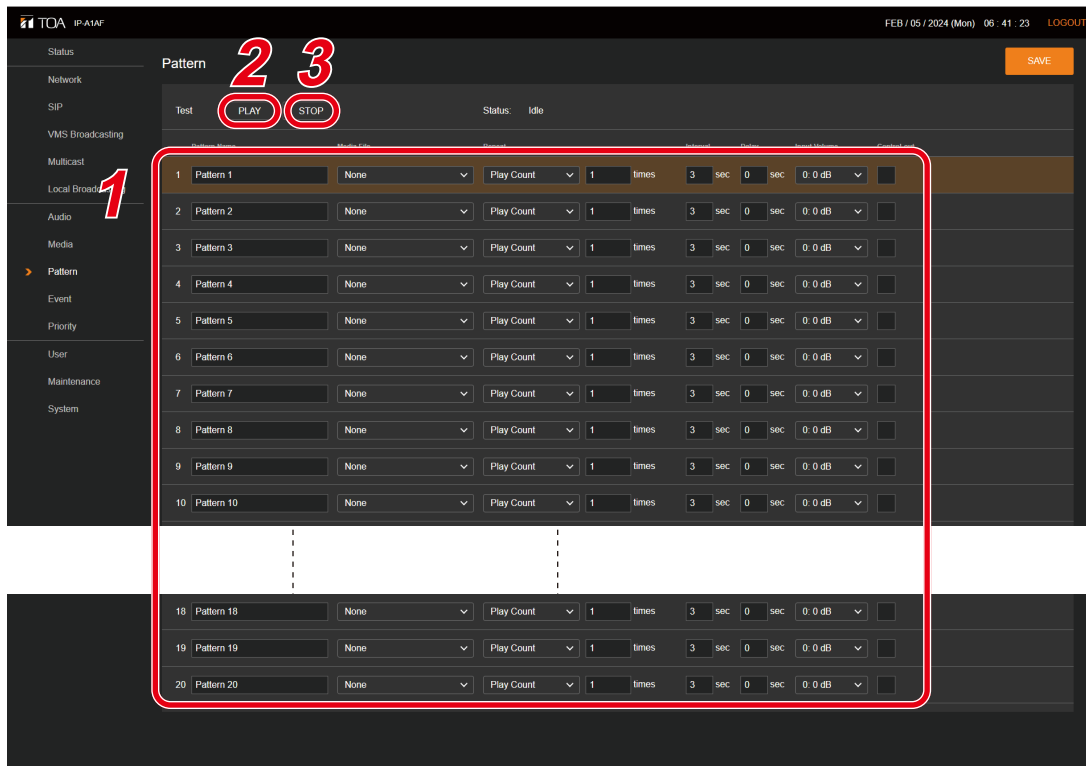 TOA IP-A1AF FEB / 05 / 2024 (Mon) 06 : 41 : 23 LOGOUT
Status
Network
SIP
VMS Broadcasting
Multicast
Local Broadcasting
Audio
Media
Pattern
Event
Priority
User
Maintenance
System
1
Pattern 2 3 SAVE
Test PLAY STOP Status: Idle
Pattern Name Media File Repeat Interval Delay Input Volume Control out
1 Pattern 1 None Play Count 1 times 3 sec 0 sec 0: 0 dB
2 Pattern 2 None Play Count 1 times 3 sec 0 sec 0: 0 dB
3 Pattern 3 None Play Count 1 times 3 sec 0 sec 0: 0 dB
4 Pattern 4 None Play Count 1 times 3 sec 0 sec 0: 0 dB
5 Pattern 5 None Play Count 1 times 3 sec 0 sec 0: 0 dB
6 Pattern 6 None Play Count 1 times 3 sec 0 sec 0: 0 dB
7 Pattern 7 None Play Count 1 times 3 sec 0 sec 0: 0 dB
8 Pattern 8 None Play Count 1 times 3 sec 0 sec 0: 0 dB
9 Pattern 9 None Play Count 1 times 3 sec 0 sec 0: 0 dB
10 Pattern 10 None Play Count 1 times 3 sec 0 sec 0: 0 dB
18 Pattern 18 None Play Count 1 times 3 sec 0 sec 0: 0 dB
19 Pattern 19 None Play Count 1 times 3 sec 0 sec 0: 0 dB
20 Pattern 20 None Play Count 1 times 3 sec 0 sec 0: 0 dB